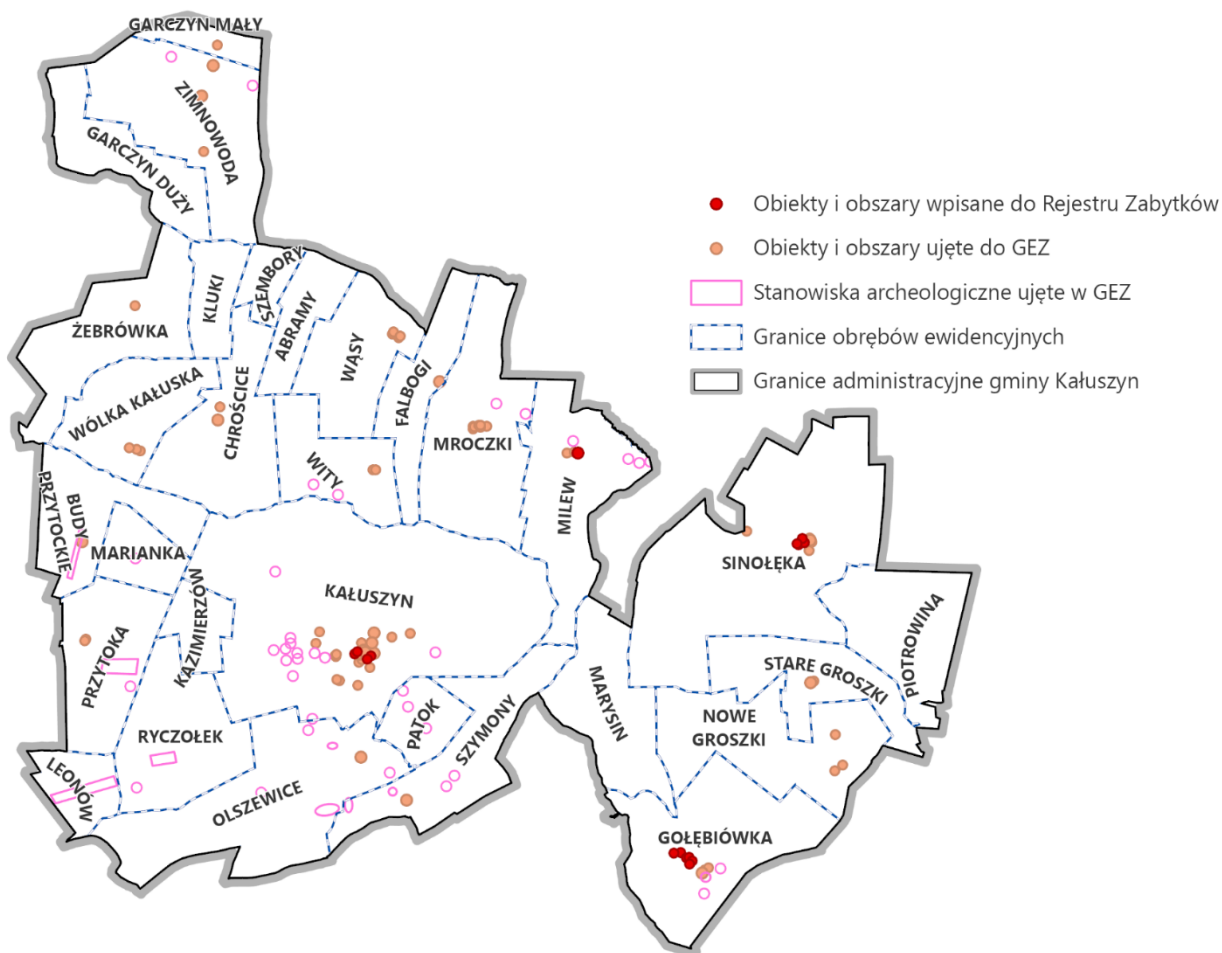 GARCZYN MAŁY
ZIMNOWODA
GARCZYN DUŻY
Obiekty i obszary wpisane do Rejestru Zabytków
Obiekty i obszary ujęte do GEZ
Stanowiska archeologiczne ujęte w GEZ
Granice obrębów ewidencyjnych
Granice administracyjne gminy Kałuszyn
SZEMBORY
KLUKI
ABRAMY
ŻEBRÓWKA
WĄSY
FALBOGI
WÓLKA KAŁUSKA
CHROŚCICE
MROCZKI
WITY
MILEW
BUDY
PRZYTOCKIE
MARIANKA
SINOŁĘKA
KAŁUSZYN
KAZIMIERZÓW
PIOTROWINA
PRZYTOKA
STARE GROSZKI
MARYSIN
NOWE
GROSZKI
PATOK
SZYMONY
RYCZOŁEK
LEONÓW
OLSZEWICE
GOŁĘBIÓWKA